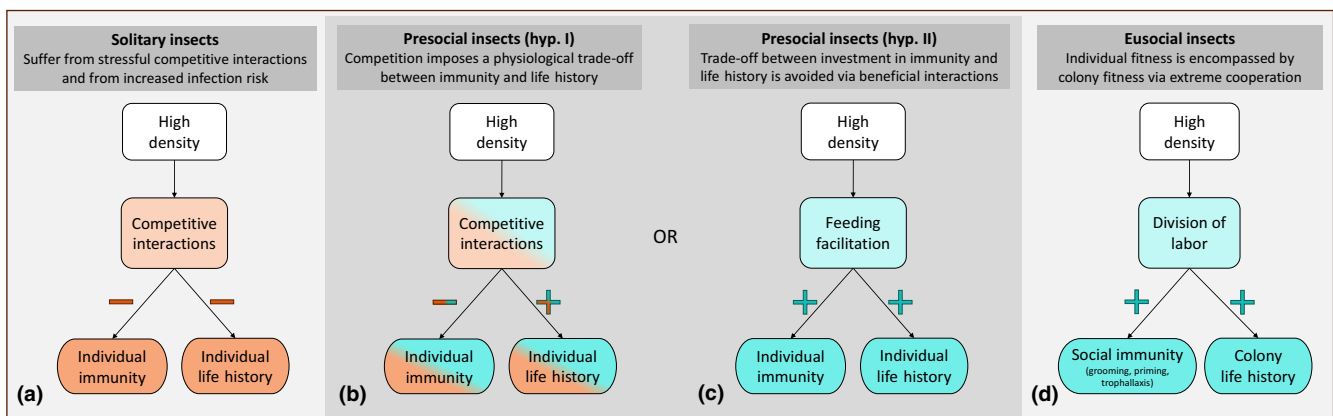 Solitary insects
Suffer from stressful competitive interactions
and from increased infection risk
High
density
Competitive
interactions
Individual
immunity
Individual
life history
(a)
Presocial insects (hyp. I)
Competition imposes a physiological trade-off
between immunity and life history
High
density
Competitive
interactions
Individual
immunity
Individual
life history
(b)
OR
Presocial insects (hyp. II)
Trade-off between investment in immunity and
life history is avoided via beneficial interactions
High
density
Feeding
facilitation
Individual
immunity
Individual
life history
(c)
Eusocial insects
Individual fitness is encompassed by
colony fitness via extreme cooperation
High
density
Division of
labor
Social immunity
(grooming, priming,
trophallaxis)
Colony
life history
(d)